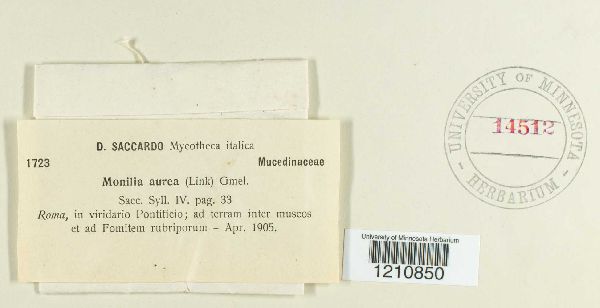 D. SACCARDO Mycotheca italica
1723
Mucedinaceae
Monilia aurea (Link) Gmel.
Sacc. Syll. IV. pag. 33
Roma, in viridario Pontificio; ad terram inter muscos
et ad Fomitem rubriporum - Apr. 1905.
UNIVERSITY OF MINNESOTA
14512
- HERBARIUM -
University of Minnesota Herbarium
1210850